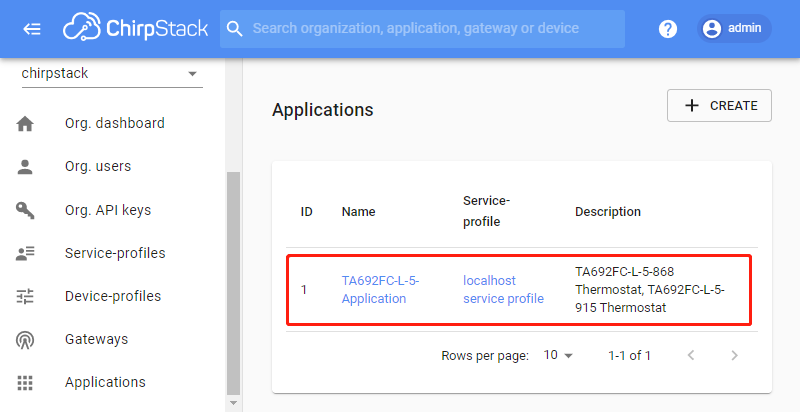 ChirpStack
Search organization, application, gateway or device
?
admin
chirpstack
Org. dashboard
Org. users
Org. API keys
Service-profiles
Device-profiles
Gateways
Applications
Applications
+ CREATE
ID
Name
Service-
profile
Description
1
TA692FC-L-5-
Application
localhost
service profile
TA692FC-L-5-868
Thermostat, TA692FC-L-5-
915 Thermostat
Rows per page:
10
1-1 of 1